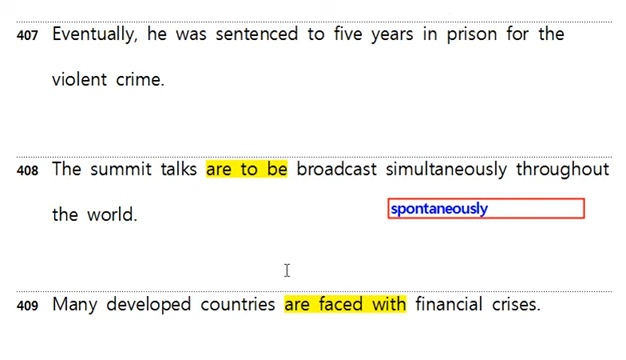 407 Eventually, he was sentenced to five years in prison for the
violent crime.
408 The summit talks are to be broadcast simultaneously throughout
the world.
spontaneously
409 Many developed countries are faced with financial crises.